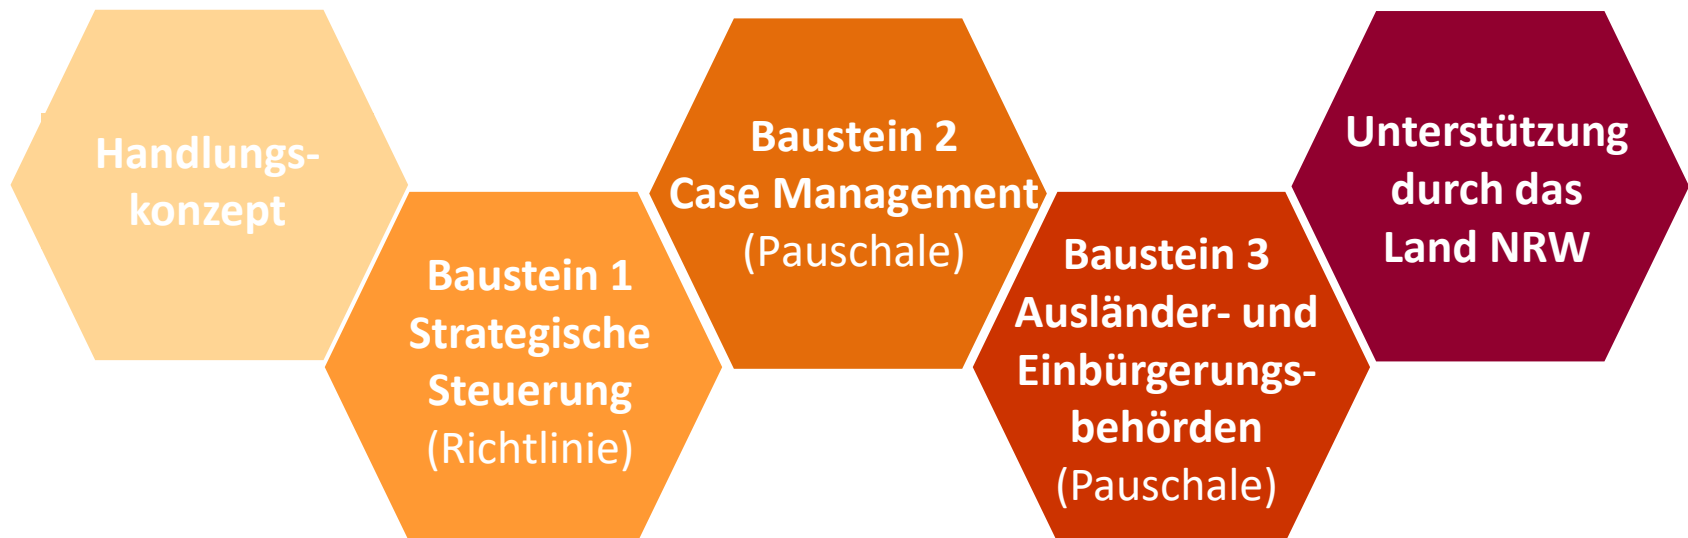 Handlungs-
konzept
Baustein 1
Strategische
Steuerung
(Richtlinie)
Baustein 2
Case Management
(Pauschale)
Baustein 3
Ausländer- und
Einbürgerungs-
behörden
(Pauschale)
Unterstützung
durch das
Land NRW